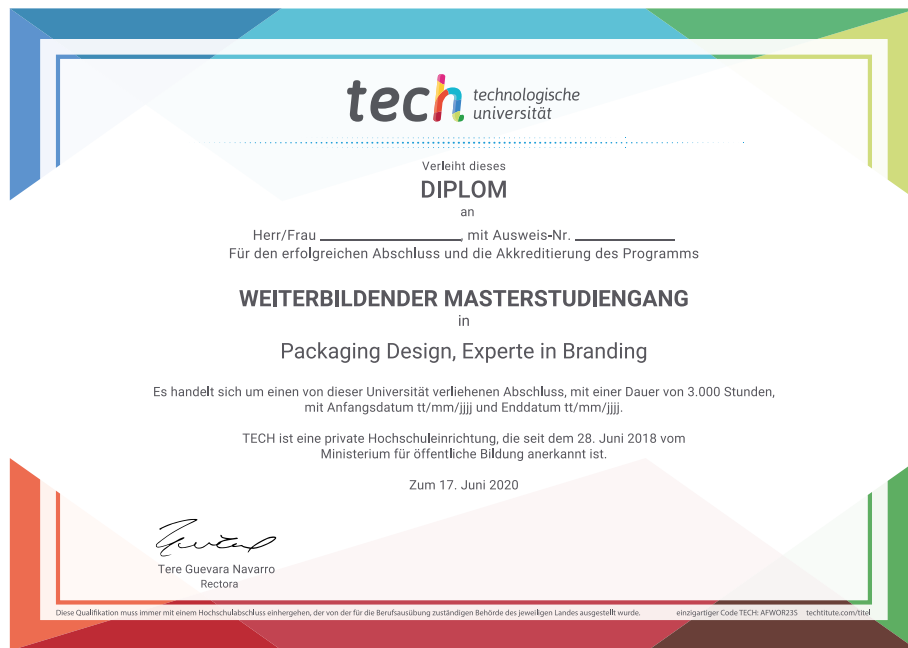 tech technologische
universität
Verleiht dieses
DIPLOM
an
Herr/Frau ____________, mit Ausweis-Nr. ____________
Für den erfolgreichen Abschluss und die Akkreditierung des Programms
WEITERBILDENDER MASTERSTUDIENGANG
in
Packaging Design, Experte in Branding
Es handelt sich um einen von dieser Universität verliehenen Abschluss, mit einer Dauer von 3.000 Stunden,
mit Anfangsdatum tt/mm/jjjj und Enddatum tt/mm/jjjj.
TECH ist eine private Hochschuleinrichtung, die seit dem 28. Juni 2018 vom
Ministerium für öffentliche Bildung anerkannt ist.
Zum 17. Juni 2020
Tere Guevara Navarro
Rectora
Diese Qualifikation muss immer mit einem Hochschulabschluss einhergehen, der von der für die Berufsausübung zuständigen Behörde des jeweiligen Landes ausgestellt wurde. einzigartiger Code TECH: AFWOR23S techtitute.com/titel